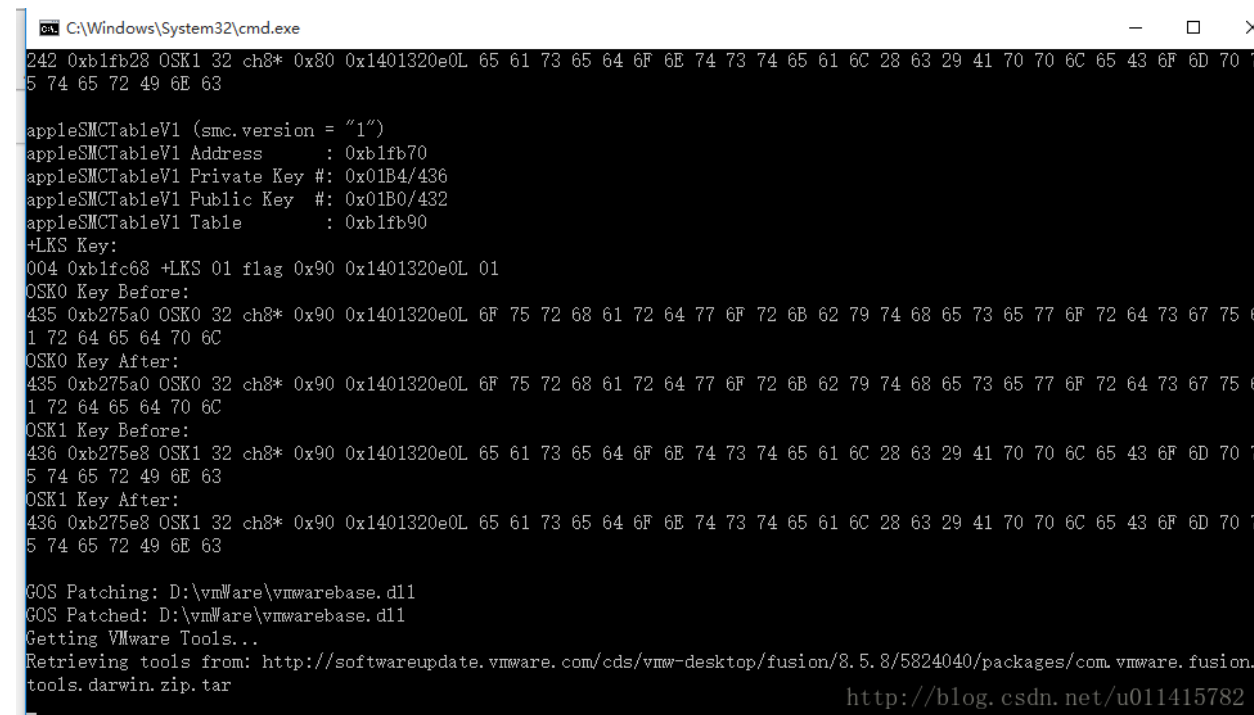 C:\Windows\System32\cmd.exe
242 0xb1fb28 OSK1 32 ch8* 0x80 0x1401320e0L 65 61 73 65 64 6F 6E 74 73 74 65 61 6C 28 63 29 41 70 70 6C 65 43 6F 6D 70
5 74 65 72 49 6E 63
appleSMCTableV1 (smc.version = "1")
appleSMCTableV1 Address : 0xb1fb70
appleSMCTableV1 Private Key #: 0x01B4/436
appleSMCTableV1 Public Key #: 0x01B0/432
appleSMCTableV1 Table : 0xb1fb90
+LKS Key:
004 0xb1fc68 +LKS 01 flag 0x90 0x1401320e0L 01
OSK0 Key Before:
435 0xb275a0 OSK0 32 ch8* 0x90 0x1401320e0L 6F 75 72 68 61 72 64 77 6F 72 6B 62 79 74 68 65 73 65 77 6F 72 64 73 67 75
1 72 64 65 64 70 6C
OSK0 Key After:
435 0xb275a0 OSK0 32 ch8* 0x90 0x1401320e0L 6F 75 72 68 61 72 64 77 6F 72 6B 62 79 74 68 65 73 65 77 6F 72 64 73 67 75
1 72 64 65 64 70 6C
OSK1 Key Before:
436 0xb275e8 OSK1 32 ch8* 0x90 0x1401320e0L 65 61 73 65 64 6F 6E 74 73 74 65 61 6C 28 63 29 41 70 70 6C 65 43 6F 6D 70
5 74 65 72 49 6E 63
OSK1 Key After:
436 0xb275e8 OSK1 32 ch8* 0x90 0x1401320e0L 65 61 73 65 64 6F 6E 74 73 74 65 61 6C 28 63 29 41 70 70 6C 65 43 6F 6D 70
5 74 65 72 49 6E 63
GOS Patching: D:\vmWare\vmwarebase.dll
GOS Patched: D:\vmWare\vmwarebase.dll
Getting VMware Tools...
Retrieving tools from: http://softwareupdate.vmware.com/cds/vmw-desktop/fusion/8.5.8/5824040/packages/com.vmware.fusion.
tools.darwin.zip.tar
http://blog.csdn.net/u011415782